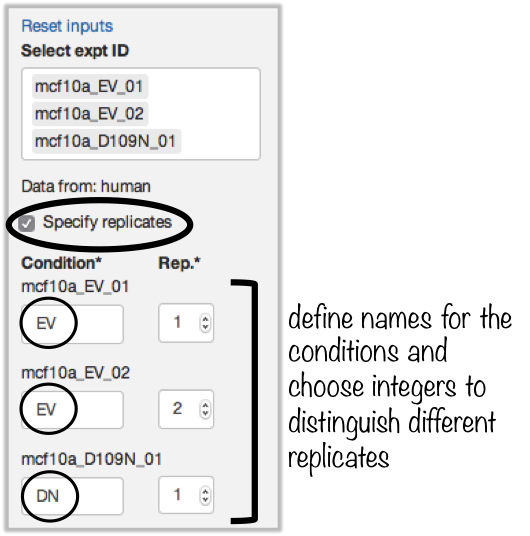 Reset inputs
Select expt ID
mcf10a_EV_01
mcf10a_EV_02
mcf10a_D109N_01
Data from: human
Specify replicates
Condition* Rep.*
mcf10a_EV_01
EV 1
mcf10a_EV_02
EV 2
mcf10a_D109N_01
DN 1
define names for the
conditions and
choose integers to
distinguish different
replicates